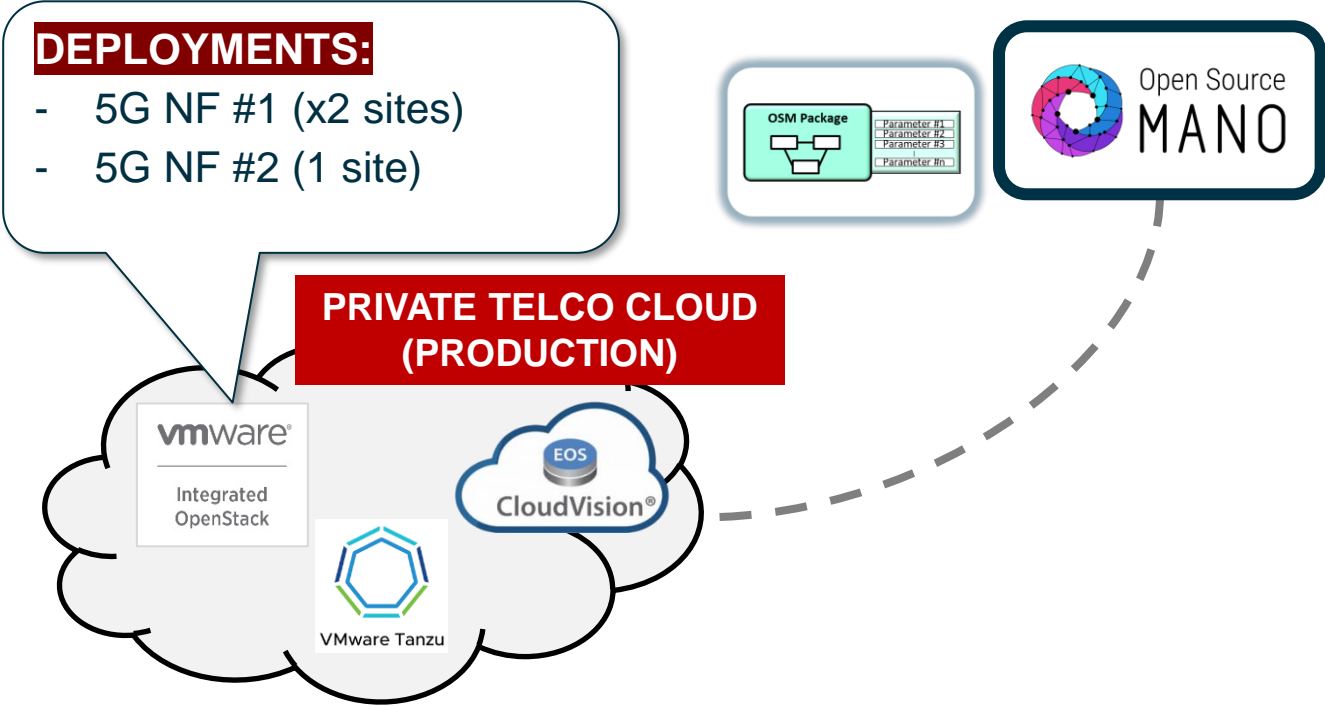 DEPLOYMENTS:
- 5G NF #1 (x2 sites)
- 5G NF #2 (1 site)
OSM Package
Parameter #1
Parameter #2
Parameter #3
Parameter #n
Open Source
MANO
PRIVATE TELCO CLOUD
(PRODUCTION)
vmware®
Integrated
OpenStack
EOS
CloudVision®
VMware Tanzu